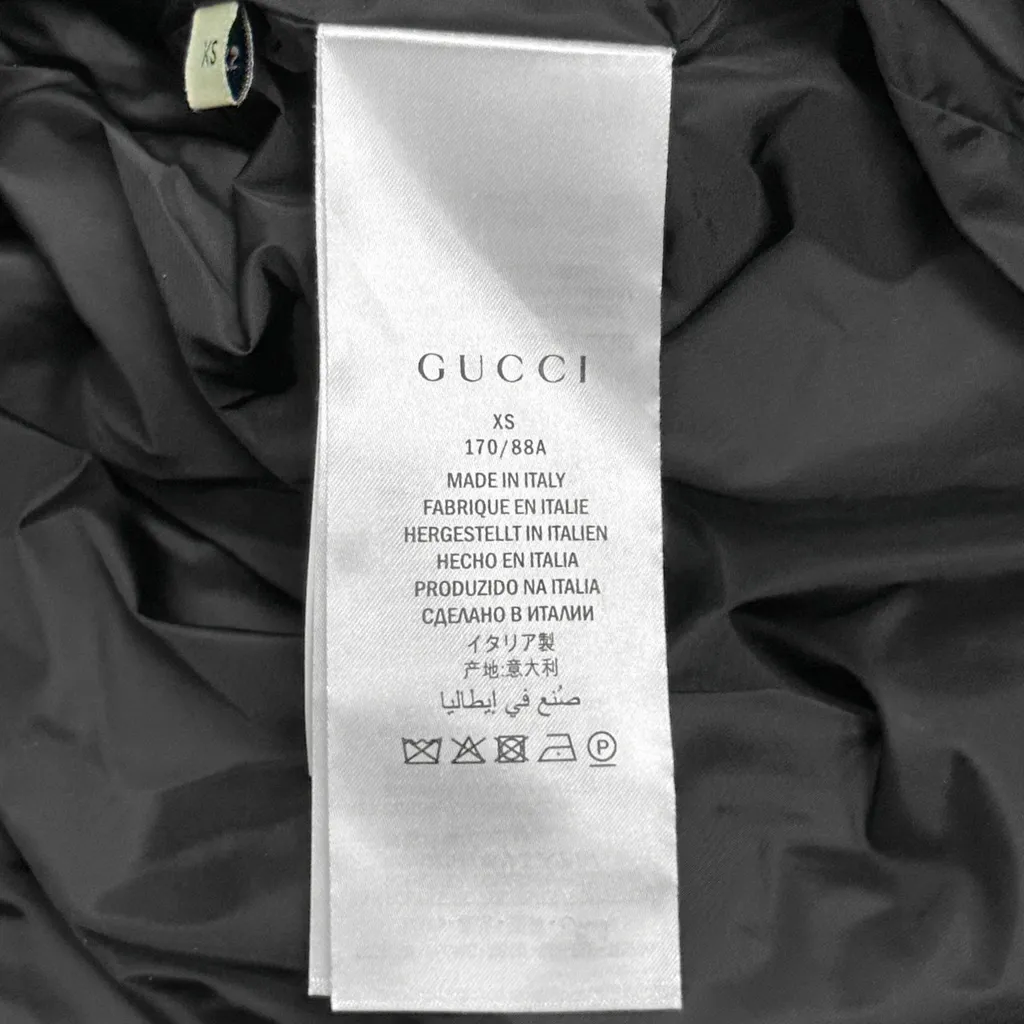 XS
GUCCI
XS
170/88A
MADE IN ITALY
FABRIQUE EN ITALIE
HERGESTELLT IN ITALIEN
HECHO EN ITALIA
PRODUZIDO NA ITALIA
СДЕЛАНО В ИТАЛИИ
イタリア製
产地:意大利
صُنع في إيطاليا
P